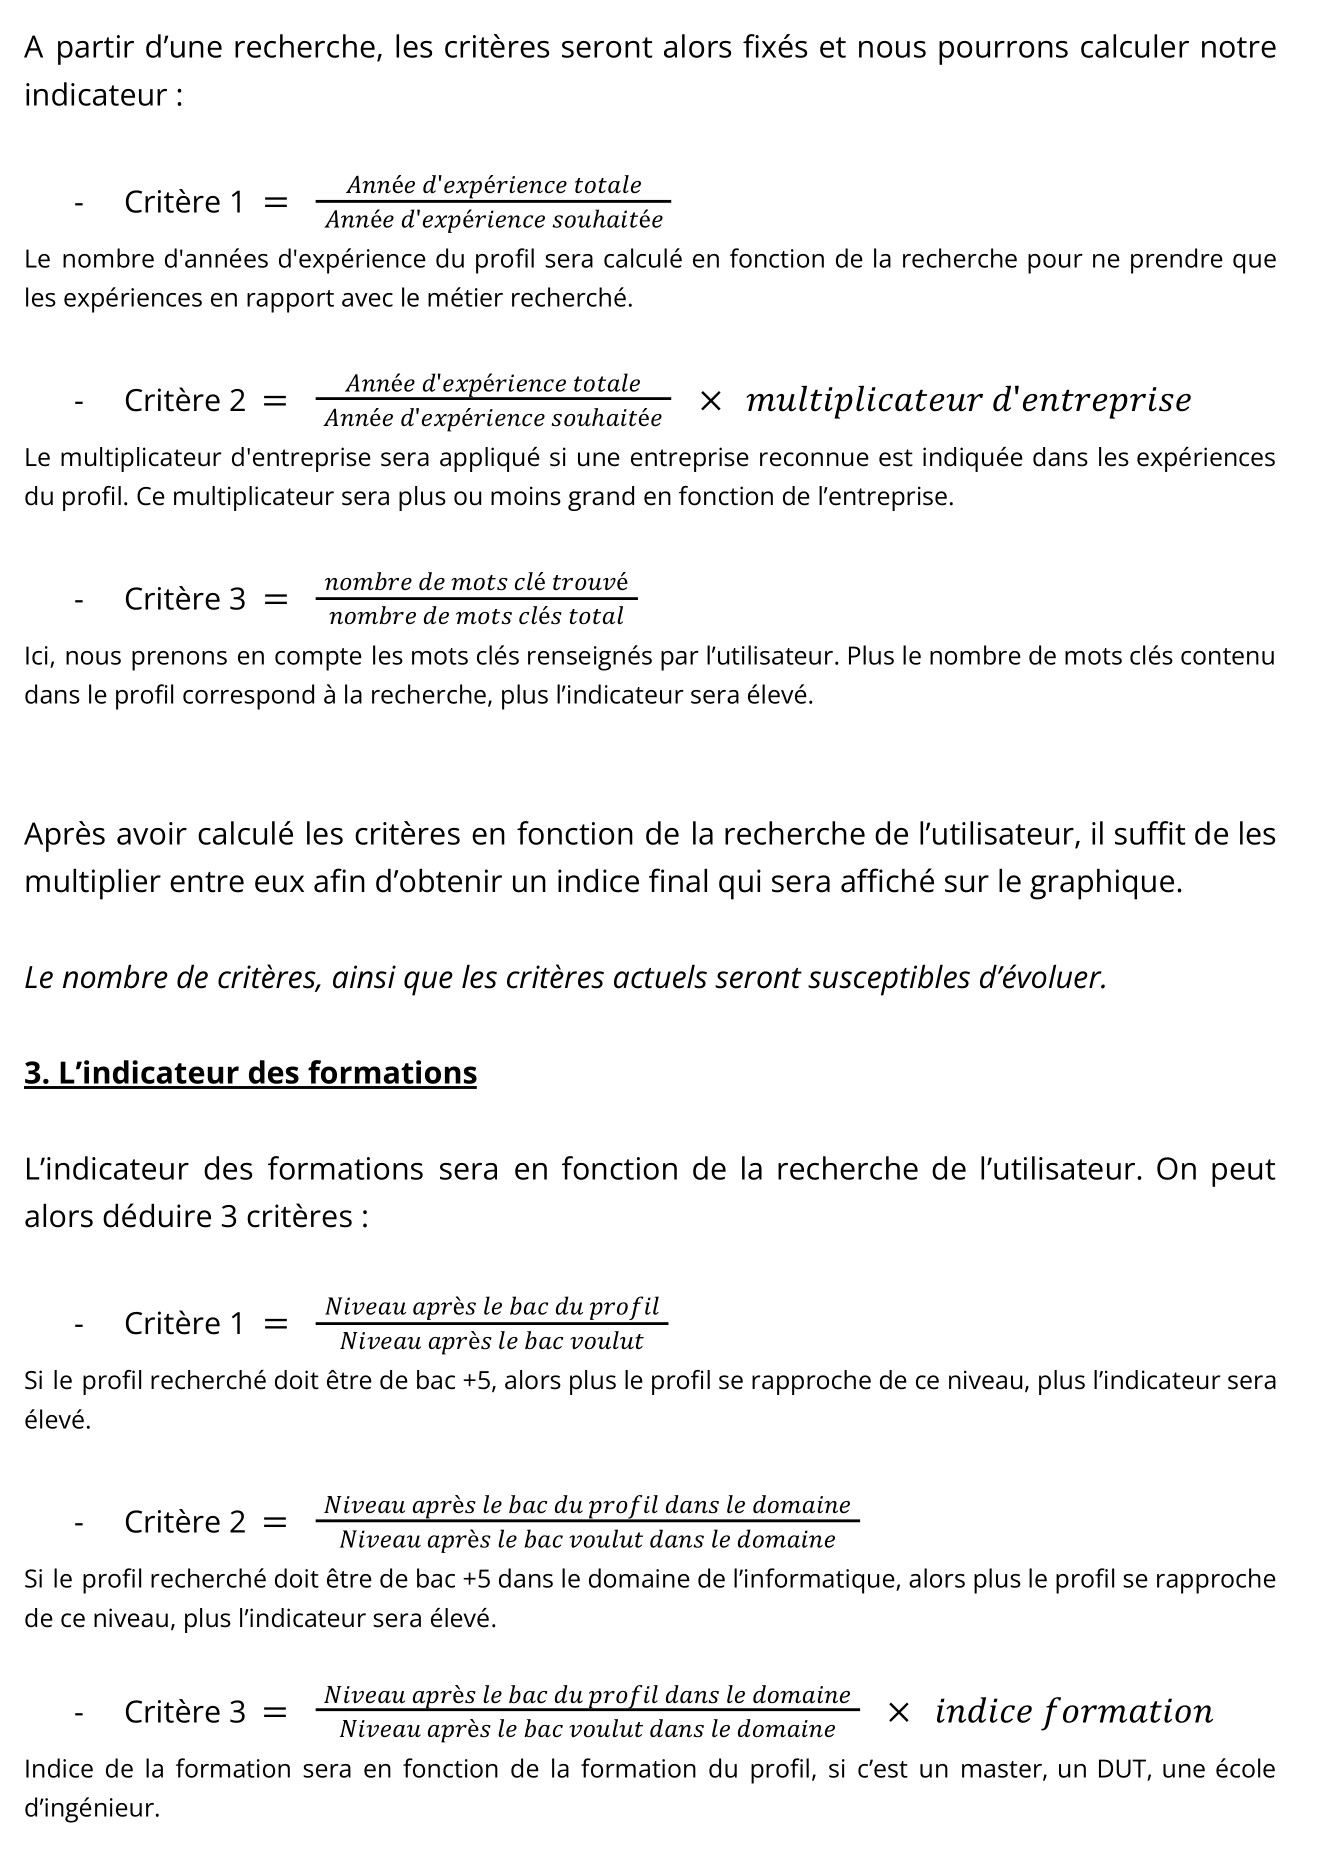 A partir d’une recherche, les critères seront alors fixés et nous pourrons calculer notre
indicateur :
- Critère 1 = Année d'expérience totale / Année d'expérience souhaitée
Le nombre d'années d'expérience du profil sera calculé en fonction de la recherche pour ne prendre que
les expériences en rapport avec le métier recherché.
- Critère 2 = Année d'expérience totale / Année d'expérience souhaitée × multiplicateur d'entreprise
Le multiplicateur d'entreprise sera appliqué si une entreprise reconnue est indiquée dans les expériences
du profil. Ce multiplicateur sera plus ou moins grand en fonction de l’entreprise.
- Critère 3 = nombre de mots clé trouvé / nombre de mots clés total
Ici, nous prenons en compte les mots clés renseignés par l’utilisateur. Plus le nombre de mots clés contenu
dans le profil correspond à la recherche, plus l’indicateur sera élevé.
Après avoir calculé les critères en fonction de la recherche de l’utilisateur, il suffit de les
multiplier entre eux afin d’obtenir un indice final qui sera affiché sur le graphique.
Le nombre de critères, ainsi que les critères actuels seront susceptibles d’évoluer.
3. L’indicateur des formations
L’indicateur des formations sera en fonction de la recherche de l’utilisateur. On peut
alors déduire 3 critères :
- Critère 1 = Niveau après le bac du profil / Niveau après le bac voulut
Si le profil recherché doit être de bac +5, alors plus le profil se rapproche de ce niveau, plus l’indicateur sera
élevé.
- Critère 2 = Niveau après le bac du profil dans le domaine / Niveau après le bac voulut dans le domaine
Si le profil recherché doit être de bac +5 dans le domaine de l’informatique, alors plus le profil se rapproche
de ce niveau, plus l’indicateur sera élevé.
- Critère 3 = Niveau après le bac du profil dans le domaine / Niveau après le bac voulut dans le domaine × indice formation
Indice de la formation sera en fonction de la formation du profil, si c’est un master, un DUT, une école
d’ingénieur.